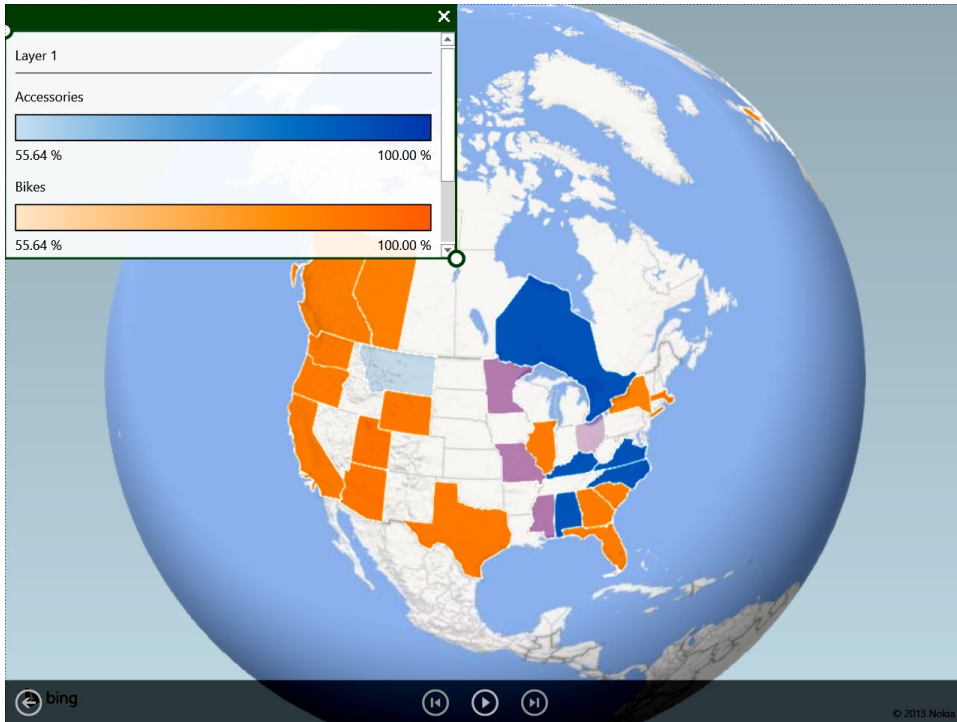 Layer 1
Accessories
55.64 % 100.00 %
Bikes
55.64 % 100.00 %
bing
© 2013 Nokia